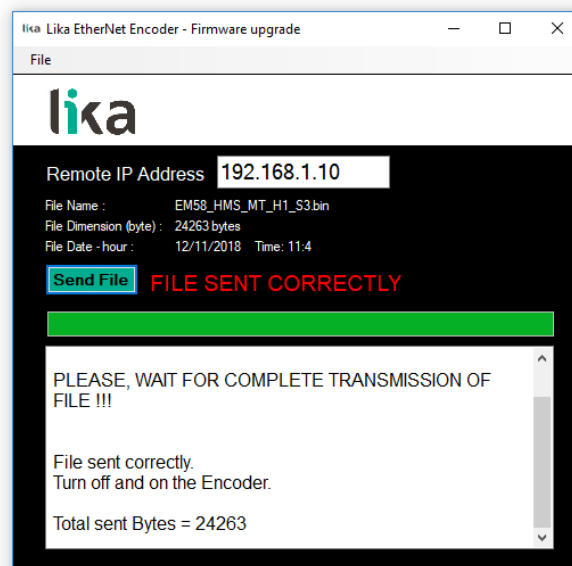 lika Lika EtherNet Encoder - Firmware upgrade
File
lika
Remote IP Address 192.168.1.10
File Name : EM58_HMS_MT_H1_S3.bin
File Dimension (byte) : 24263 bytes
File Date - hour : 12/11/2018 Time: 11:4
Send File FILE SENT CORRECTLY
PLEASE, WAIT FOR COMPLETE TRANSMISSION OF
FILE !!!
File sent correctly.
Turn off and on the Encoder.
Total sent Bytes = 24263